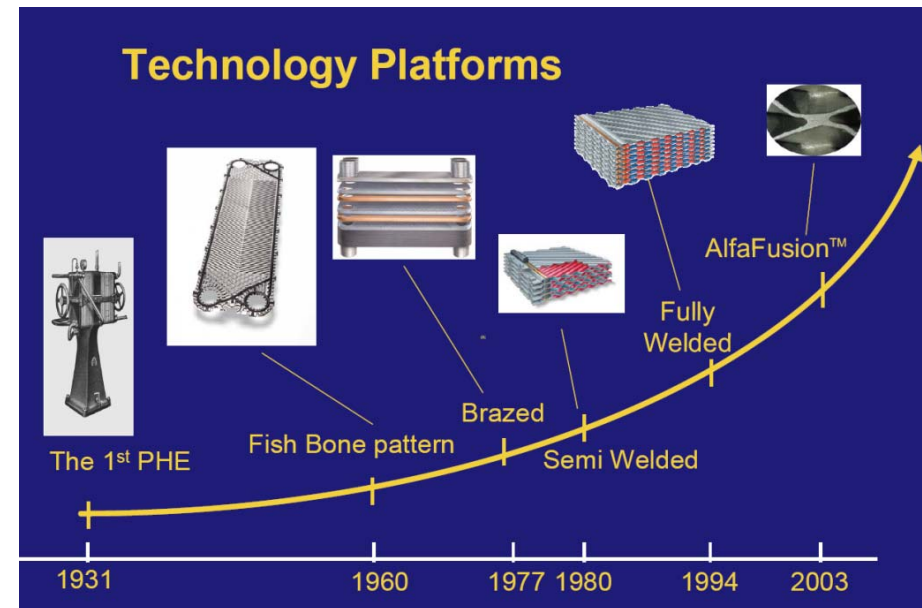 Technology Platforms
AlfaFusion™
Fully
Welded
Brazed
Fish Bone pattern
Semi Welded
The 1st PHE
1931
1960
1977
1980
1994
2003